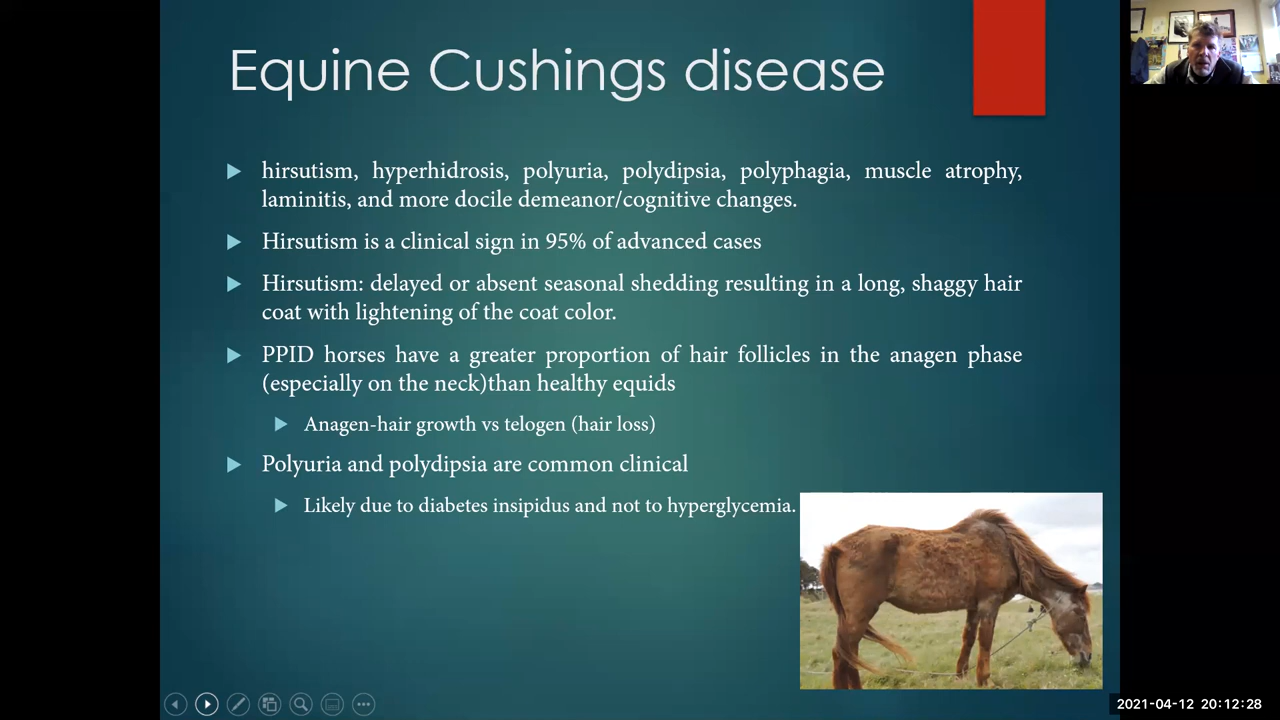 Equine Cushings disease
hirsutism, hyperhidrosis, polyuria, polydipsia, polyphagia, muscle atrophy,
laminitis, and more docile demeanor/cognitive changes.
Hirsutism is a clinical sign in 95% of advanced cases
Hirsutism: delayed or absent seasonal shedding resulting in a long, shaggy hair
coat with lightening of the coat color.
PPID horses have a greater proportion of hair follicles in the anagen phase
(especially on the neck)than healthy equids
Anagen-hair growth vs telogen (hair loss)
Polyuria and polydipsia are common clinical
Likely due to diabetes insipidus and not to hyperglycemia.
2021-04-12 20:12:28